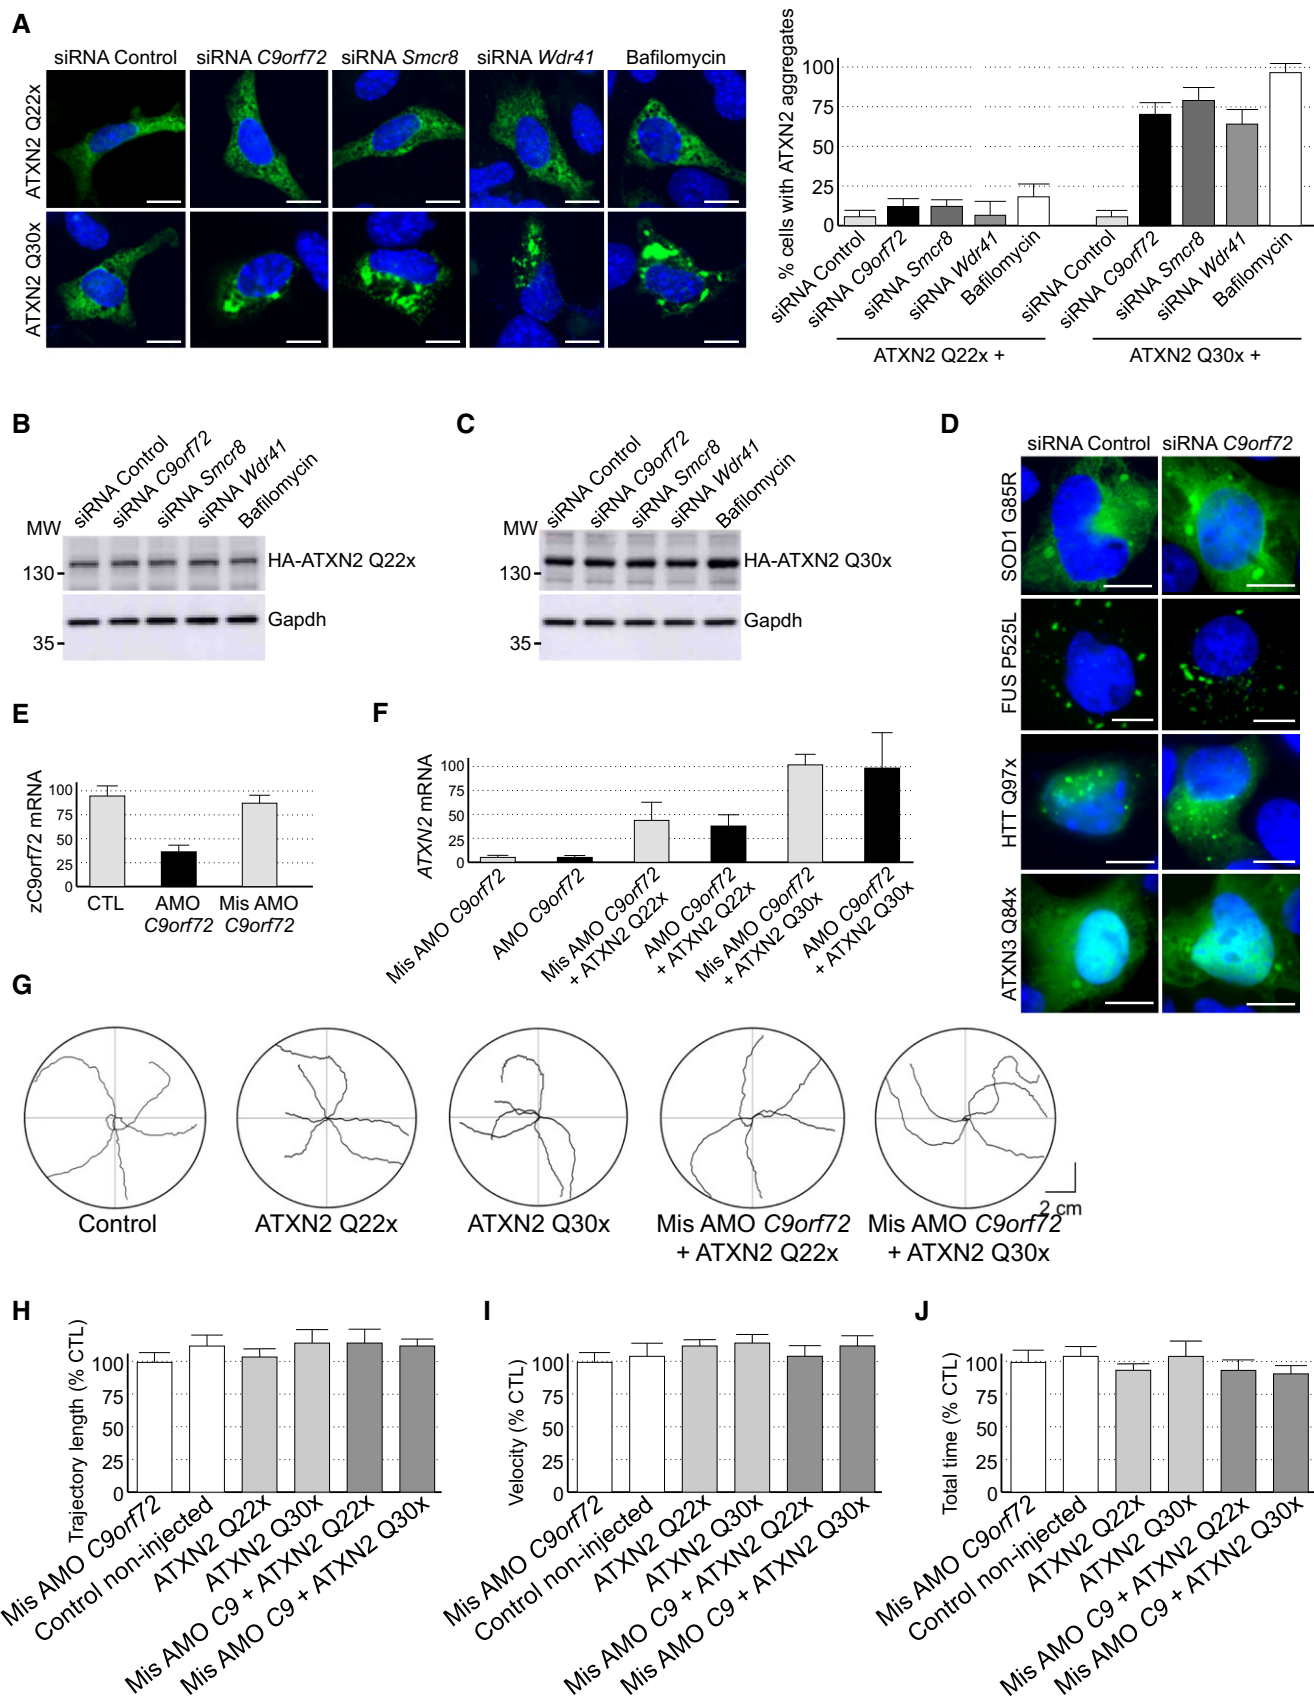 A
siRNA Control
siRNA C9orf72
siRNA Smcr8
siRNA Wdr41
Bafilomycin
ATXN2 Q22x
ATXN2 Q30x
% cells with ATXN2 aggregates
100
75
50
25
0
siRNA Control
siRNA C9orf72
siRNA Smcr8
siRNA Wdr41
Bafilomycin
siRNA Control
siRNA C9orf72
siRNA Smcr8
siRNA Wdr41
Bafilomycin
ATXN2 Q22x +
ATXN2 Q30x +
B
siRNA Control
siRNA C9orf72
siRNA Smcr8
siRNA Wdr41
Bafilomycin
MW
130
HA-ATXN2 Q22x
Gapdh
35
C
siRNA Control
siRNA C9orf72
siRNA Smcr8
siRNA Wdr41
Bafilomycin
MW
130
HA-ATXN2 Q30x
Gapdh
35
D
siRNA Control
siRNA C9orf72
SOD1 G85R
FUS P525L
HTT Q97x
ATXN3 Q84x
E
zC9orf72 mRNA
100
75
50
25
0
CTL
AMO
C9orf72
Mis AMO
C9orf72
F
ATXN2 mRNA
100
75
50
25
0
Mis AMO C9orf72
AMO C9orf72
Mis AMO C9orf72
+ ATXN2 Q22x
AMO C9orf72
+ ATXN2 Q22x
Mis AMO C9orf72
+ ATXN2 Q30x
AMO C9orf72
+ ATXN2 Q30x
G
Control
ATXN2 Q22x
ATXN2 Q30x
Mis AMO C9orf72
+ ATXN2 Q22x
Mis AMO C9orf72
+ ATXN2 Q30x
2 cm
H
Trajectory length (% CTL)
100
75
50
25
0
Mis AMO C9orf72
Control non-injected
ATXN2 Q22x
ATXN2 Q30x
Mis AMO C9 + ATXN2 Q22x
Mis AMO C9 + ATXN2 Q30x
I
Velocity (% CTL)
100
75
50
25
0
Mis AMO C9orf72
Control non-injected
ATXN2 Q22x
ATXN2 Q30x
Mis AMO C9 + ATXN2 Q22x
Mis AMO C9 + ATXN2 Q30x
J
Total time (% CTL)
100
75
50
25
0
Mis AMO C9orf72
Control non-injected
ATXN2 Q22x
ATXN2 Q30x
Mis AMO C9 + ATXN2 Q22x
Mis AMO C9 + ATXN2 Q30x